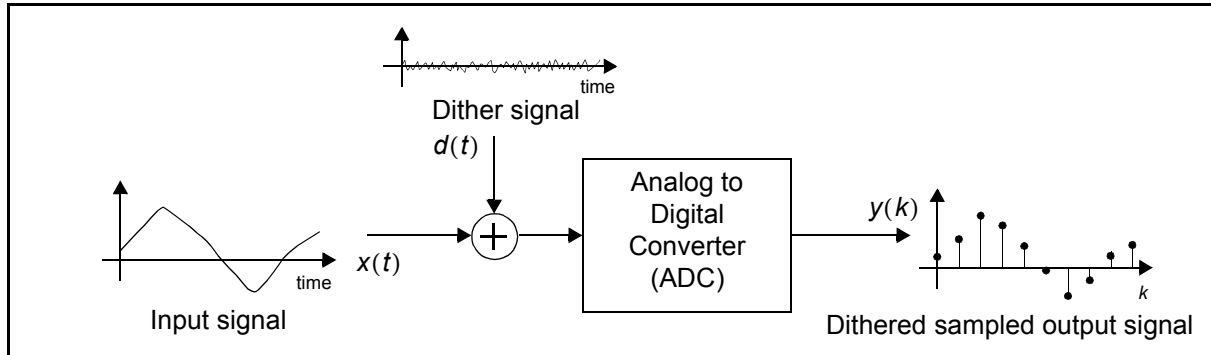 time
Dither signal
d(t)
Analog to
Digital
Converter
(ADC)
y(k)
x(t)
time
k
Input signal
Dithered sampled output signal